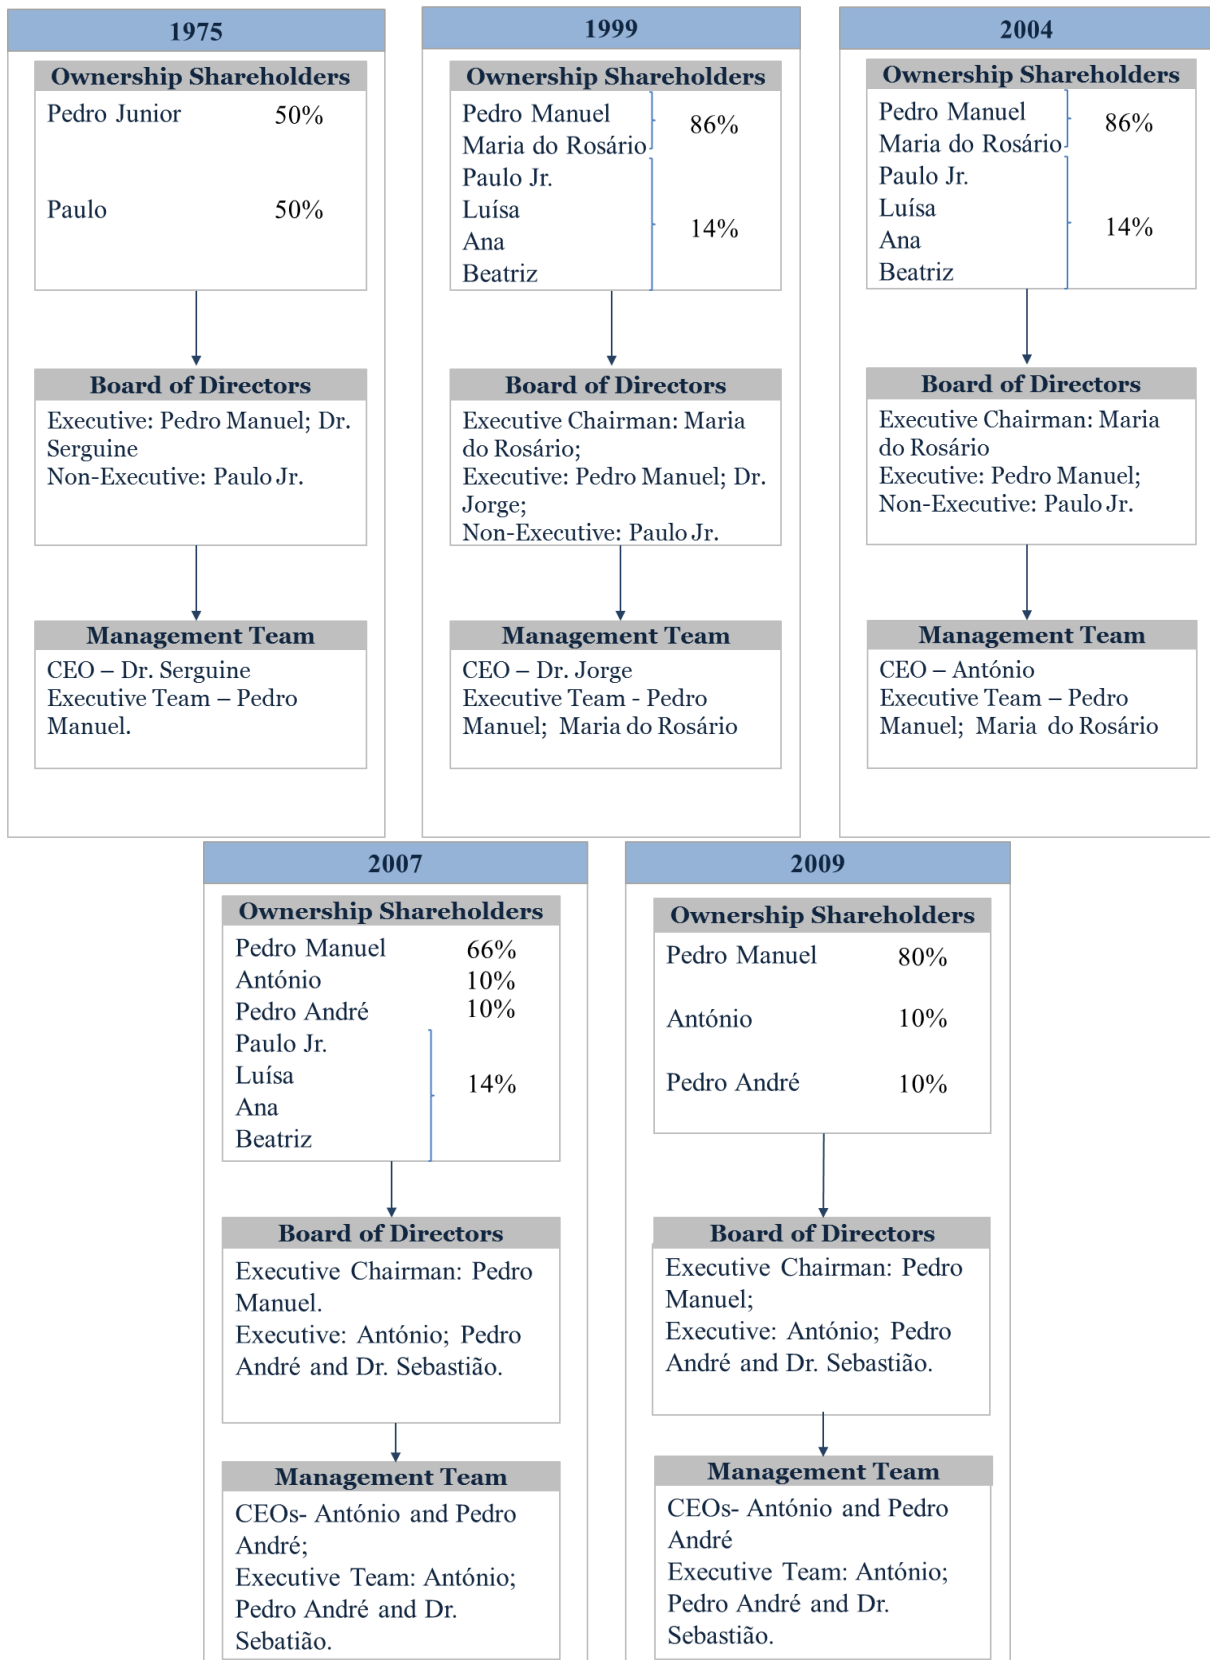 1975
Ownership Shareholders
Pedro Junior 50%
Paulo 50%
Board of Directors
Executive: Pedro Manuel; Dr.
Serguine
Non-Executive: Paulo Jr.
Management Team
CEO – Dr. Serguine
Executive Team – Pedro
Manuel.
1999
Ownership Shareholders
Pedro Manuel
Maria do Rosário
86%
Paulo Jr.
Luísa
Ana
Beatriz
14%
Board of Directors
Executive Chairman: Maria
do Rosário;
Executive: Pedro Manuel; Dr.
Jorge;
Non-Executive: Paulo Jr.
Management Team
CEO – Dr. Jorge
Executive Team - Pedro
Manuel; Maria do Rosário
2004
Ownership Shareholders
Pedro Manuel
Maria do Rosário
86%
Paulo Jr.
Luísa
Ana
Beatriz
14%
Board of Directors
Executive Chairman: Maria
do Rosário
Executive: Pedro Manuel;
Non-Executive: Paulo Jr.
Management Team
CEO – António
Executive Team – Pedro
Manuel; Maria do Rosário
2007
Ownership Shareholders
Pedro Manuel 66%
António 10%
Pedro André 10%
Paulo Jr.
Luísa
Ana
Beatriz
14%
Board of Directors
Executive Chairman: Pedro
Manuel.
Executive: António; Pedro
André and Dr. Sebastião.
Management Team
CEOs- António and Pedro
André;
Executive Team: António;
Pedro André and Dr.
Sebatião.
2009
Ownership Shareholders
Pedro Manuel 80%
António 10%
Pedro André 10%
Board of Directors
Executive Chairman: Pedro
Manuel;
Executive: António; Pedro
André and Dr. Sebastião.
Management Team
CEOs- António and Pedro
André
Executive Team: António;
Pedro André and Dr.
Sebastião.